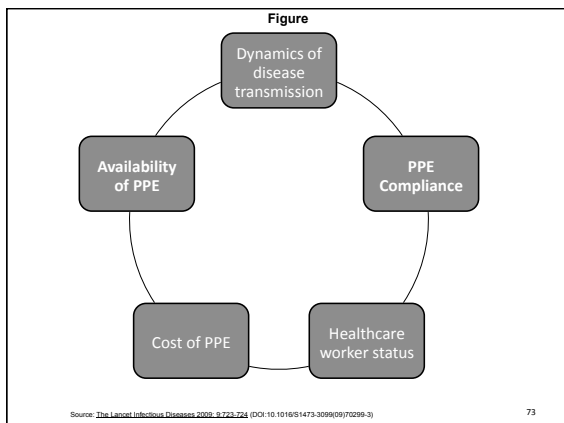 Figure
Dynamics of
disease
transmission
Availability
of PPE
PPE
Compliance
Cost of PPE
Healthcare
worker status
Source: The Lancet Infectious Diseases 2009; 9:723-724 (DOI:10.1016/S1473-3099(09)70299-3)
73